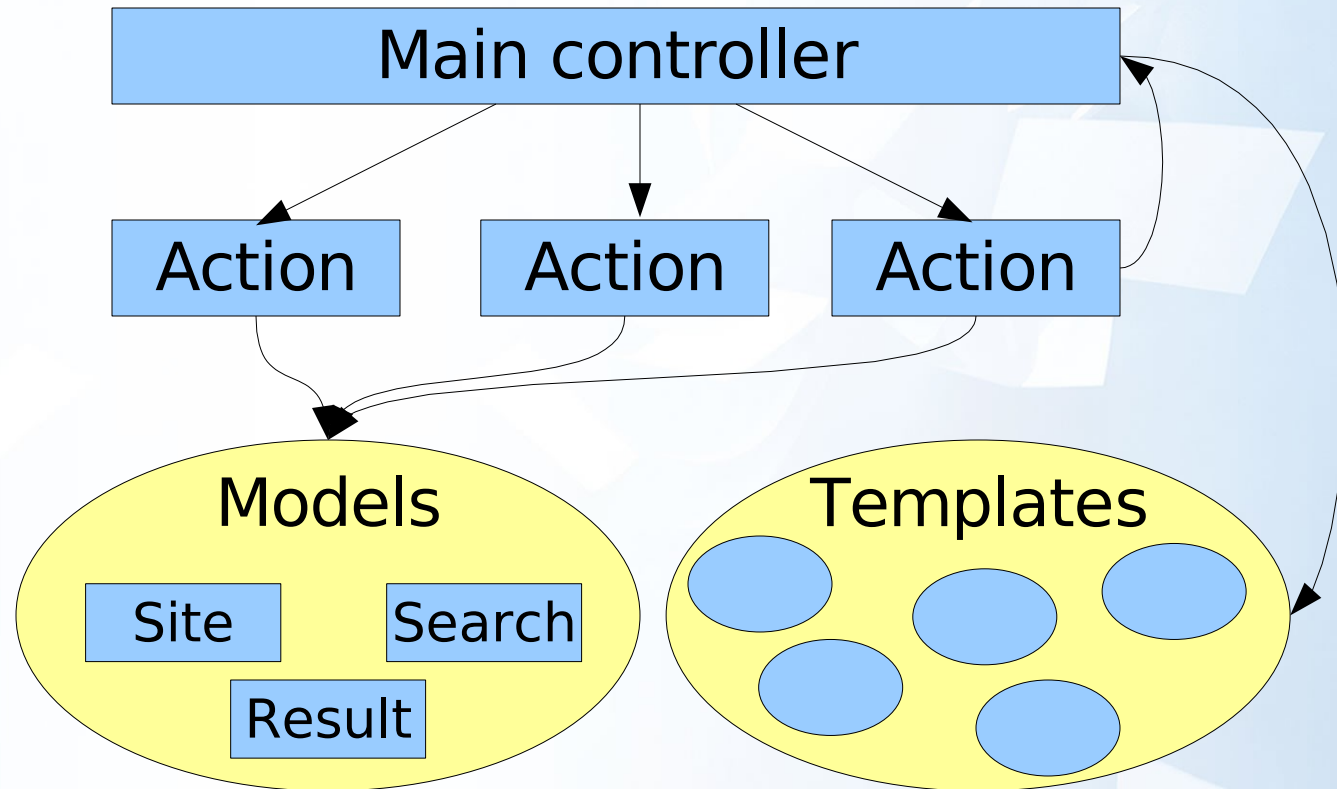 Main controller
Action
Action
Action
Models
Templates
Site
Search
Result